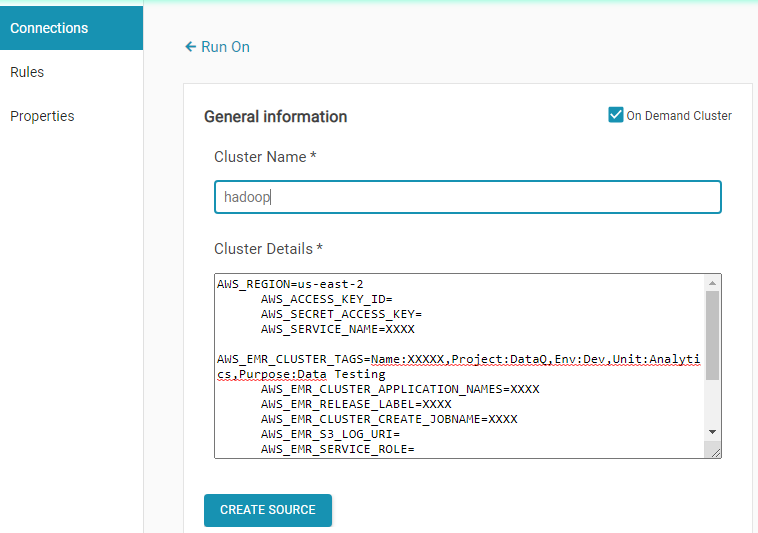 Connections
Rules
Properties
← Run On
General information
On Demand Cluster
Cluster Name *
hadoop
Cluster Details *
AWS_REGION=us-east-2
AWS_ACCESS_KEY_ID=
AWS_SECRET_ACCESS_KEY=
AWS_SERVICE_NAME=XXXX
AWS_EMR_CLUSTER_TAGS=Name:XXXXX,Project:DataQ,Env:Dev,Unit:Analyti
cs,Purpose:Data Testing
AWS_EMR_CLUSTER_APPLICATION_NAMES=XXXX
AWS_EMR_RELEASE_LABEL=XXXX
AWS_EMR_CLUSTER_CREATE_JOBNAME=XXXX
AWS_EMR_S3_LOG_URI=
AWS_EMR_SERVICE_ROLE=
CREATE SOURCE